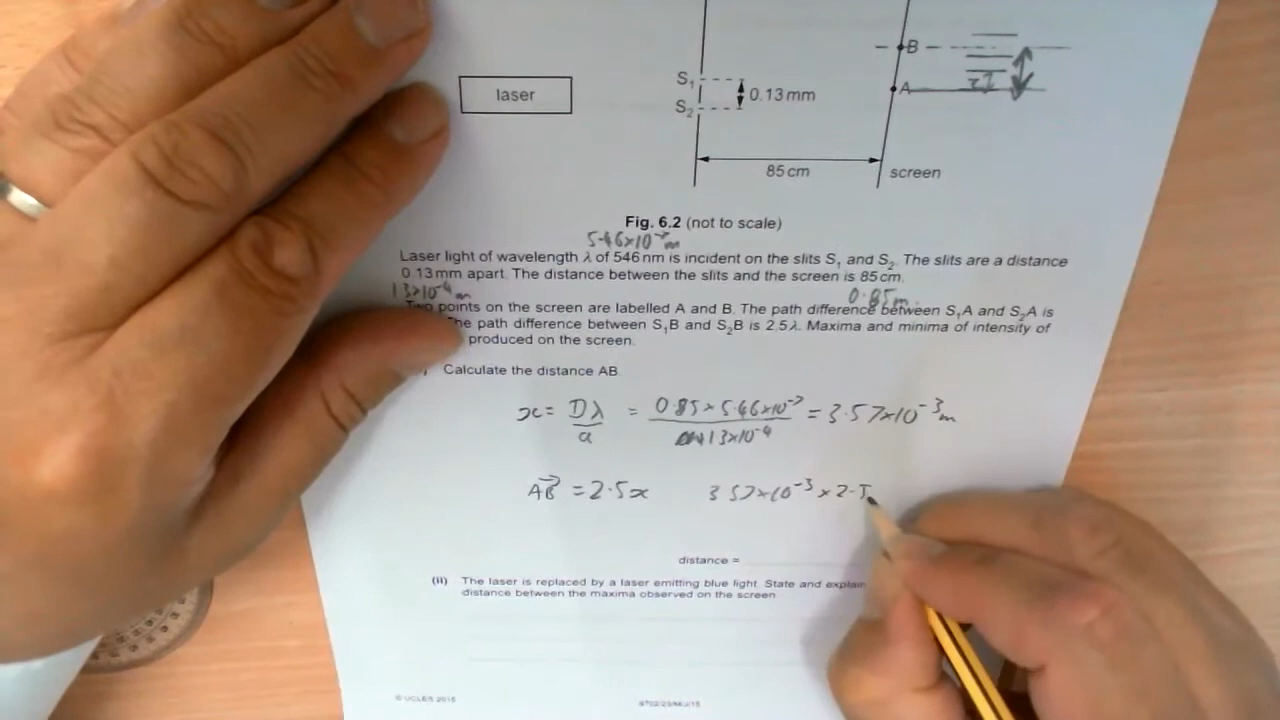 B
S₁
A
laser
0.13 mm
S₂
85 cm
screen
Fig. 6.2 (not to scale)
5.46×10⁻⁷m
Laser light of wavelength λ of 546 nm is incident on the slits S₁ and S₂. The slits are a distance
0.13 mm apart. The distance between the slits and the screen is 85 cm.
13×10⁻⁴m
0.85m
Two points on the screen are labelled A and B. The path difference between S₁A and S₂A is
The path difference between S₁B and S₂B is 2.5λ. Maxima and minima of intensity of
produced on the screen.
Calculate the distance AB.
x = Dλ/a = 0.85 × 5.46×10⁻⁷ / 1.3×10⁻⁴ = 3.57×10⁻³m
AB = 2.5x 3.57×10⁻³ × 2.5
distance =
(ii) The laser is replaced by a laser emitting blue light. State and explain
distance between the maxima observed on the screen.
© UCLES 2015